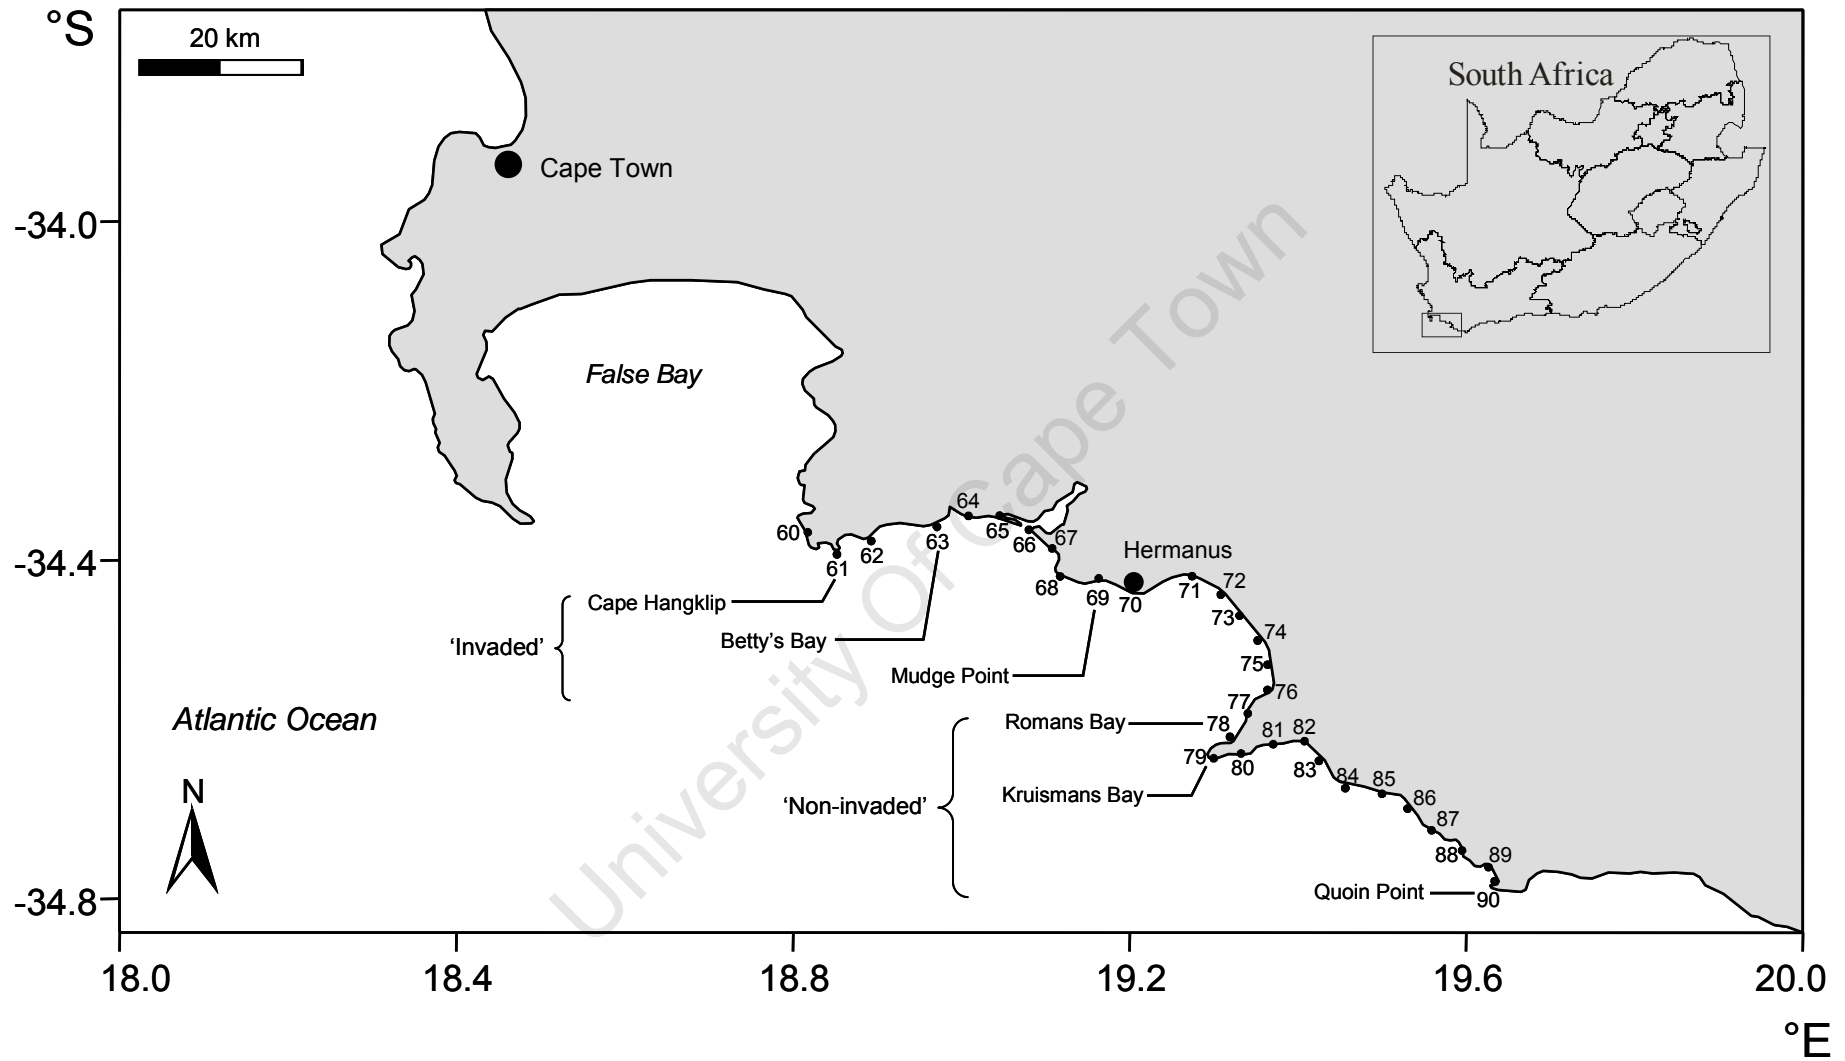 °S
20 km
South Africa
Cape Town
-34.0
False Bay
64
60
62
63
65
66
67
61
-34.4
Hermanus
68
69
70
71
72
Cape Hangklip
73
‘Invaded’
Betty’s Bay
74
75
Mudge Point
76
77
Atlantic Ocean
Romans Bay
78
81
82
79
80
83
84
85
N
Kruismans Bay
‘Non-invaded’
86
87
88
89
Quoin Point
90
-34.8
18.0
18.4
18.8
19.2
19.6
20.0
°E
University Of Cape Town